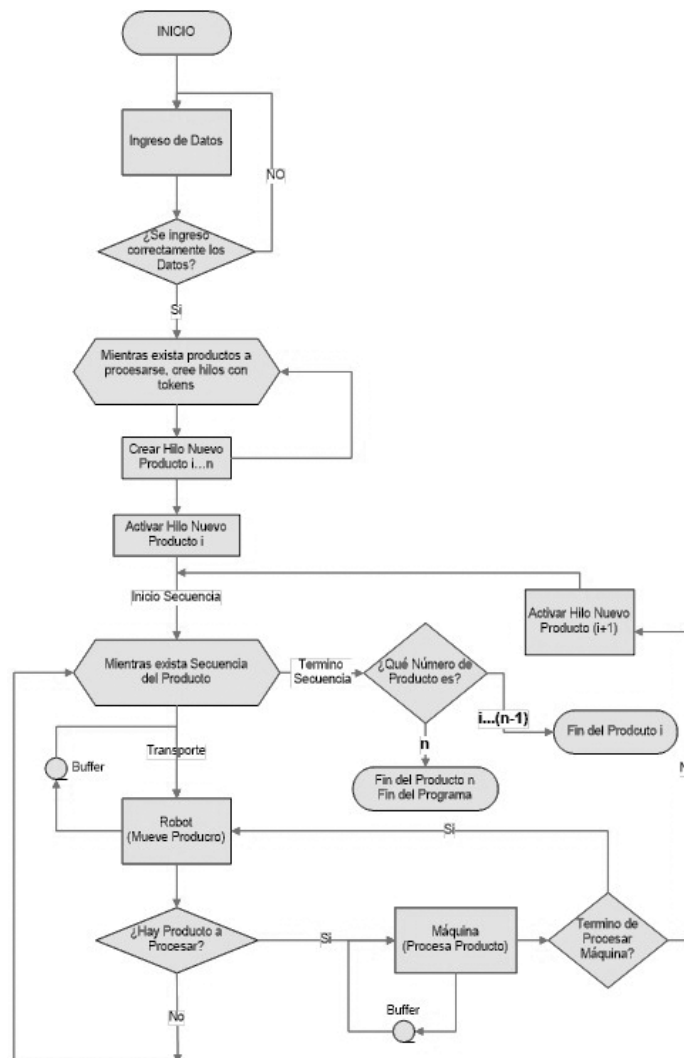 INICIO
Ingreso de Datos
NO
¿Se ingreso
correctamente los
Datos?
Si
Mientras exista productos a
procesarse, cree hilos con
tokens
Crear Hilo Nuevo
Producto i...n
Activar Hilo Nuevo
Producto i
Inicio Secuencia
Activar Hilo Nuevo
Producto (i+1)
Mientras exista Secuencia
del Producto
Termino
Secuencia
¿Qué Número de
Producto es?
i...(n-1)
Fin del Prodcuto i
n
Fin del Producto n
Fin del Programa
Transporte
Buffer
Robot
(Mueve Producro)
Si
¿Hay Producto a
Procesar?
Si
Máquina
(Procesa Producto)
Termino de
Procesar
Máquina?
Buffer
No